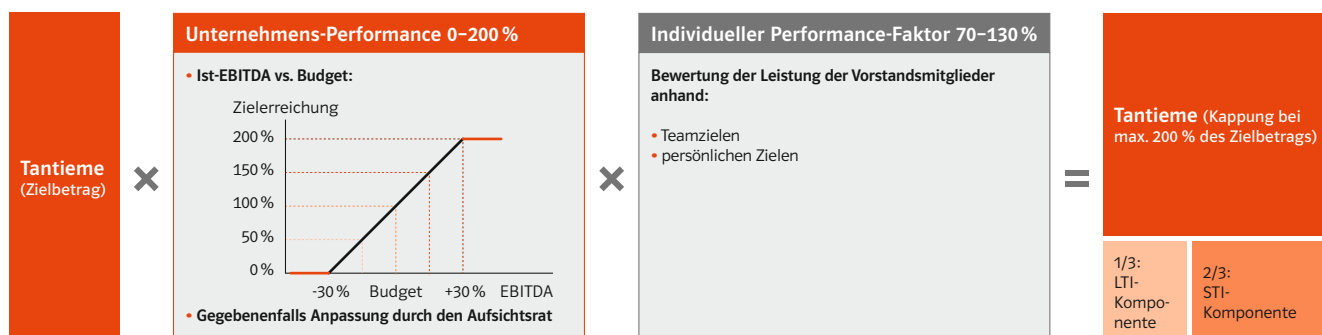 Tantieme
(Zielbetrag)
×
Unternehmens-Performance 0–200 %
• Ist-EBITDA vs. Budget:
Zielerreichung
200 %
150 %
100 %
50 %
0 %
-30 % Budget +30 % EBITDA
• Gegebenenfalls Anpassung durch den Aufsichtsrat
×
Individueller Performance-Faktor 70–130 %
Bewertung der Leistung der Vorstandsmitglieder
anhand:
• Teamzielen
• persönlichen Zielen
=
Tantieme (Kappung bei
max. 200 % des Zielbetrags)
1/3:
LTI-
Kompo-
nente
2/3:
STI-
Komponente